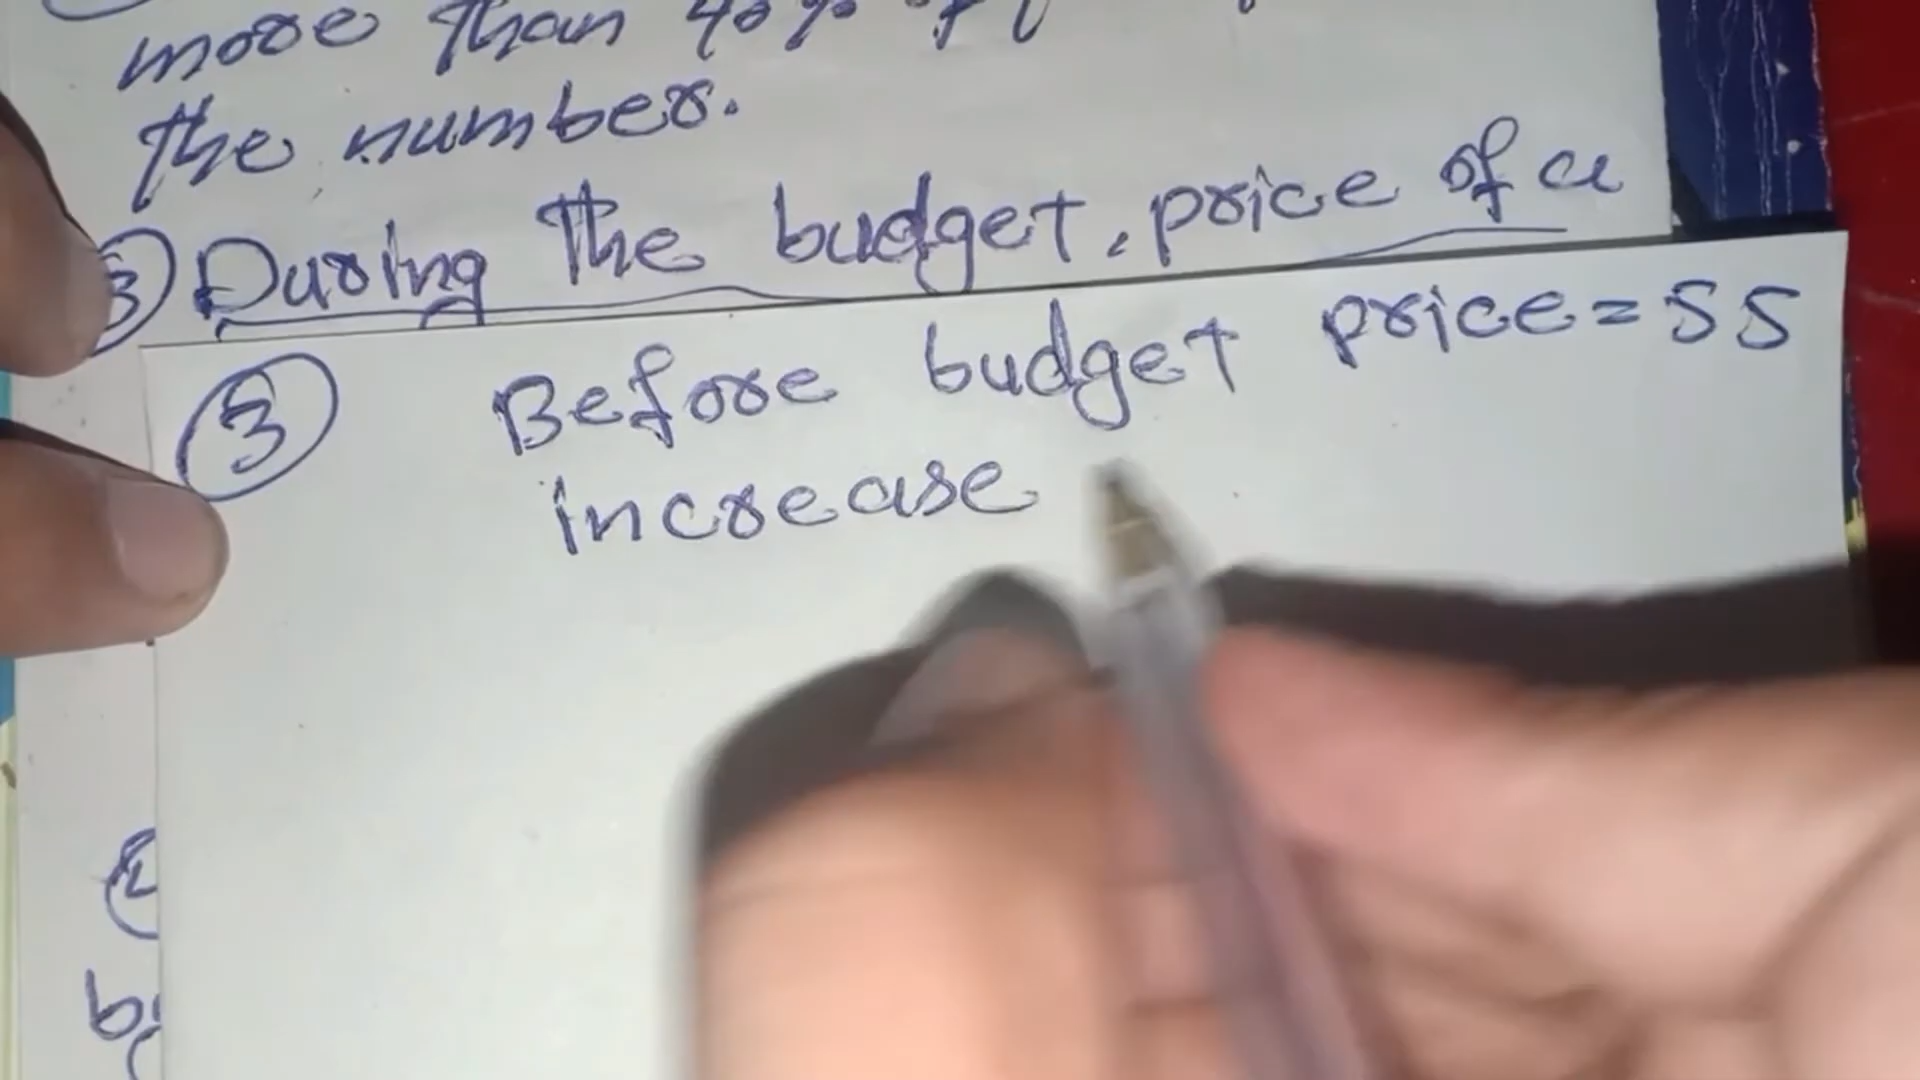 more than 40% of
the number.
③ During the budget, price of a
③ Before budget price = 55
increase